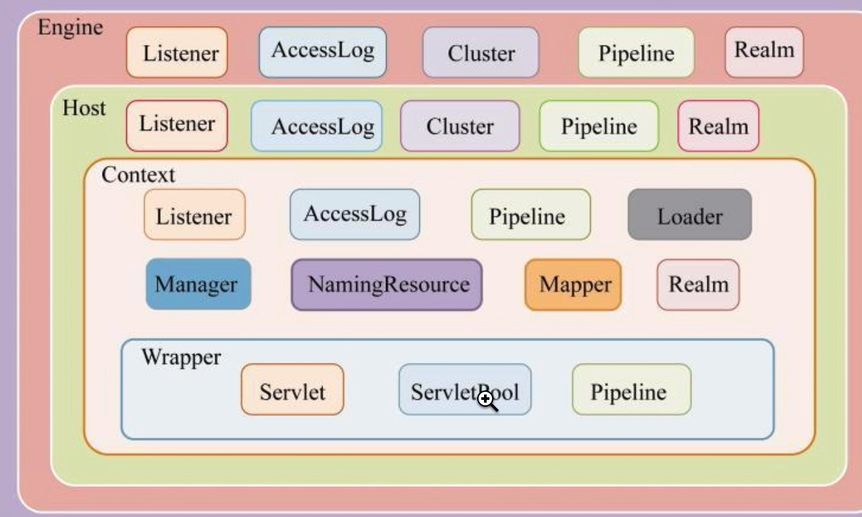 Engine
Listener AccessLog Cluster Pipeline Realm
Host
Listener AccessLog Cluster Pipeline Realm
Context
Listener AccessLog Pipeline Loader
Manager NamingResource Mapper Realm
Wrapper
Servlet ServletPool Pipeline